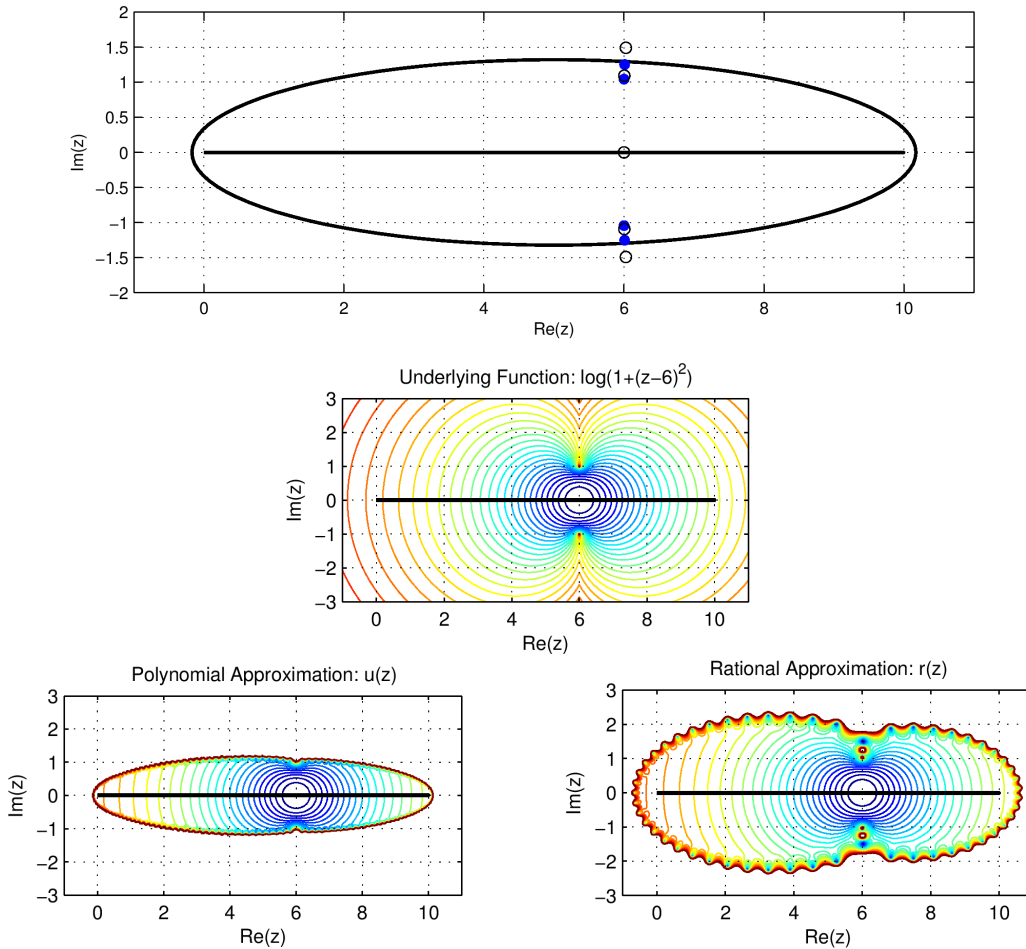 2
1.5
1
0.5
0
−0.5
−1
−1.5
−2
Im(z)
0 2 4 6 8 10
Re(z)
Underlying Function: log(1+(z−6)²)
3
2
1
0
−1
−2
−3
Im(z)
0 2 4 6 8 10
Re(z)
Polynomial Approximation: u(z)
3
2
1
0
−1
−2
−3
Im(z)
0 2 4 6 8 10
Re(z)
Rational Approximation: r(z)
3
2
1
0
−1
−2
−3
Im(z)
0 2 4 6 8 10
Re(z)